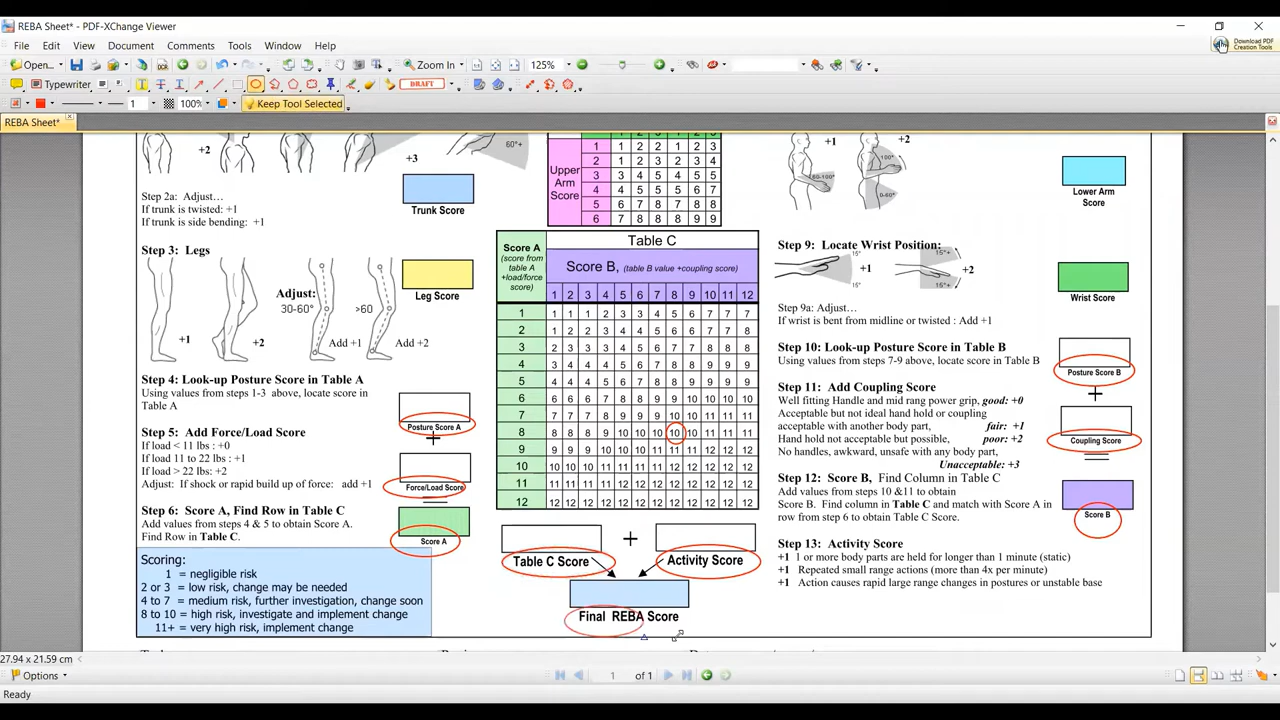 REBA Sheet* - PDF-XChange Viewer
File Edit View Document Comments Tools Window Help
Download PDF
Creation Tools
Open... Zoom In 125%
Typewriter DRAFT
1 100% Keep Tool Selected
REBA Sheet*
+2
+3
60°+
Step 2a: Adjust…
If trunk is twisted: +1
If trunk is side bending: +1
Trunk Score
Step 3: Legs
Adjust:
30-60°
>60
+1
+2
Add +1
Add +2
Leg Score
Step 4: Look-up Posture Score in Table A
Using values from steps 1-3 above, locate score in
Table A
Posture Score A
+
Step 5: Add Force/Load Score
If load < 11 lbs : +0
If load 11 to 22 lbs : +1
If load > 22 lbs: +2
Adjust: If shock or rapid build up of force: add +1
Force/Load Score
Step 6: Score A, Find Row in Table C
Add values from steps 4 & 5 to obtain Score A.
Find Row in Table C.
Score A
Scoring:
1 = negligible risk
2 or 3 = low risk, change may be needed
4 to 7 = medium risk, further investigation, change soon
8 to 10 = high risk, investigate and implement change
11+ = very high risk, implement change
Upper
Arm
Score
1 1 2 2 1 2 3
2 1 2 3 2 3 4
3 3 4 5 4 5 5
4 4 5 5 5 6 7
5 6 7 8 7 8 8
6 7 8 8 8 9 9
Score A
(score from
table A
+load/force
score)
Table C
Score B, (table B value +coupling score)
1 2 3 4 5 6 7 8 9 10 11 12
1 1 1 1 2 3 3 4 5 6 7 7 7
2 1 2 2 3 4 4 5 6 6 7 7 8
3 2 3 3 3 4 5 6 7 7 8 8 8
4 3 4 4 4 5 6 7 8 8 9 9 9
5 4 4 4 5 6 7 8 8 9 9 9 9
6 6 6 6 7 8 8 9 9 10 10 10 10
7 7 7 7 8 9 9 9 10 10 11 11 11
8 8 8 8 9 10 10 10 10 10 11 11 11
9 9 9 9 10 10 10 11 11 11 12 12 12
10 10 10 10 11 11 11 11 12 12 12 12 12
11 11 11 11 11 12 12 12 12 12 12 12 12
12 12 12 12 12 12 12 12 12 12 12 12 12
Table C Score
+
Activity Score
Final REBA Score
+1
+2
100°
60-100°
0-60°
Lower Arm
Score
Step 9: Locate Wrist Position:
15°
15°
+1
15°+
15°+
+2
Wrist Score
Step 9a: Adjust…
If wrist is bent from midline or twisted : Add +1
Step 10: Look-up Posture Score in Table B
Using values from steps 7-9 above, locate score in Table B
Posture Score B
+
Step 11: Add Coupling Score
Well fitting Handle and mid rang power grip, good: +0
Acceptable but not ideal hand hold or coupling
acceptable with another body part, fair: +1
Hand hold not acceptable but possible, poor: +2
No handles, awkward, unsafe with any body part,
Unacceptable: +3
Coupling Score
Step 12: Score B, Find Column in Table C
Add values from steps 10 &11 to obtain
Score B. Find column in Table C and match with Score A in
row from step 6 to obtain Table C Score.
Score B
Step 13: Activity Score
+1 1 or more body parts are held for longer than 1 minute (static)
+1 Repeated small range actions (more than 4x per minute)
+1 Action causes rapid large range changes in postures or unstable base
27.94 x 21.59 cm
Options
1 of 1
Ready